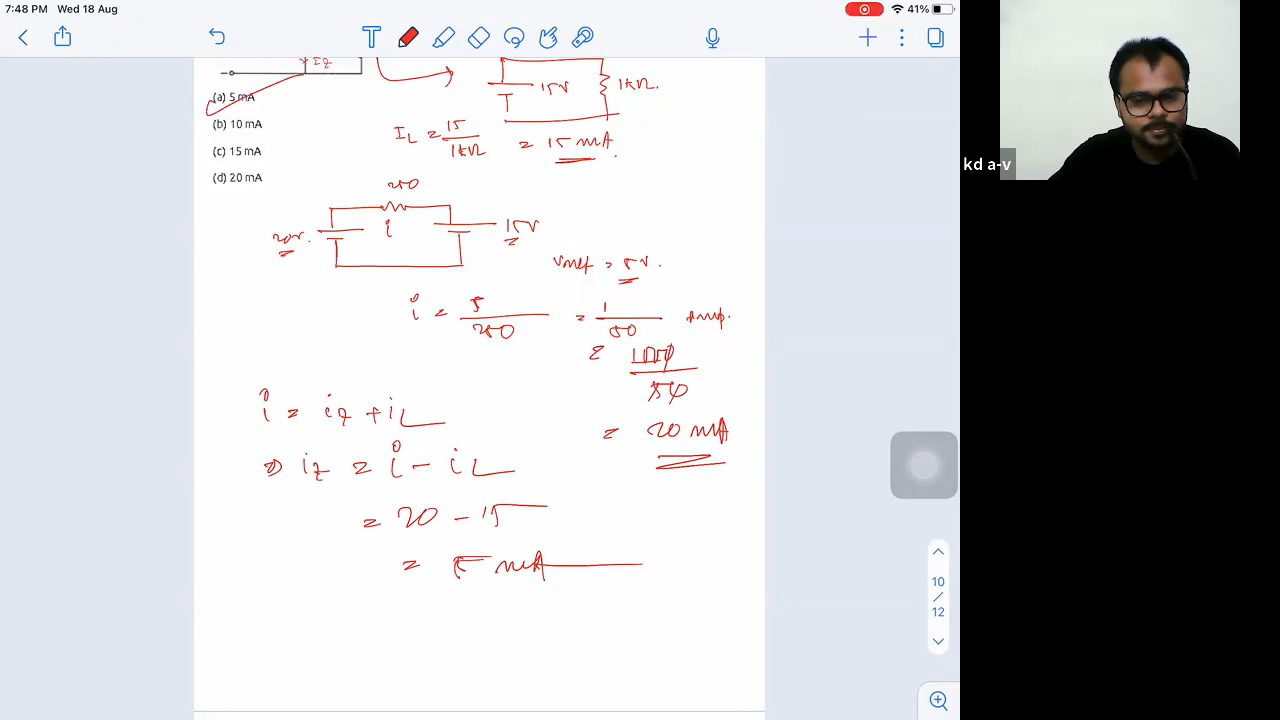 7:48 PM Wed 18 Aug
41%
T
IZ
(a) 5 mA
(b) 10 mA
(c) 15 mA
(d) 20 mA
15V
1kΩ.
IL = 15/1kΩ = 15 mA.
250
20V.
i
15V
Vnet = 5V.
i = 5/250 = 1/50 amp.
= 1000/50
= 20 mA
i = iz + iL
⇒ iz = i - iL
= 20 - 15
= 5 mA
10
/
12
kd a-v